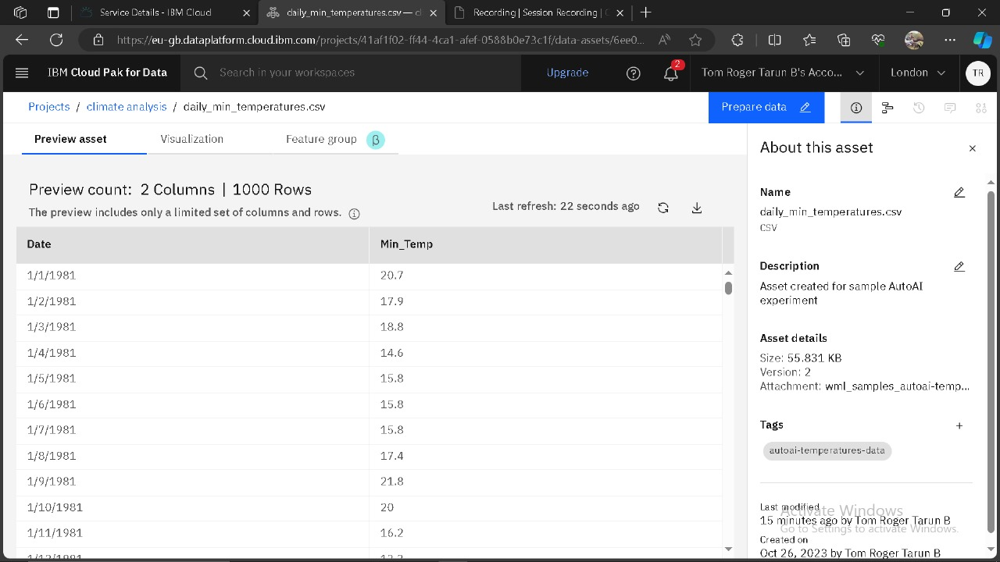 Service Details - IBM Cloud
daily_min_temperatures.csv — cl
Recording | Session Recording |
https://eu-gb.dataplatform.cloud.ibm.com/projects/41af1f02-ff44-4ca1-afef-0588b0e73c1f/data-assets/6ee0...
IBM Cloud Pak for Data
Search in your workspaces
Upgrade
2
Tom Roger Tarun B's Acco...
London
TR
Projects / climate analysis / daily_min_temperatures.csv
Prepare data
Preview asset
Visualization
Feature group β
Preview count: 2 Columns | 1000 Rows
The preview includes only a limited set of columns and rows.
Last refresh: 22 seconds ago
Date Min_Temp
1/1/1981 20.7
1/2/1981 17.9
1/3/1981 18.8
1/4/1981 14.6
1/5/1981 15.8
1/6/1981 15.8
1/7/1981 15.8
1/8/1981 17.4
1/9/1981 21.8
1/10/1981 20
1/11/1981 16.2
About this asset
Name
daily_min_temperatures.csv
CSV
Description
Asset created for sample AutoAI
experiment
Asset details
Size: 55.831 KB
Version: 2
Attachment: wml_samples_autoai-temp...
Tags
autoai-temperatures-data
Last modified
15 minutes ago by Tom Roger Tarun B
Created on
Oct 26, 2023 by Tom Roger Tarun B
Activate Windows
Go to Settings to activate Windows.